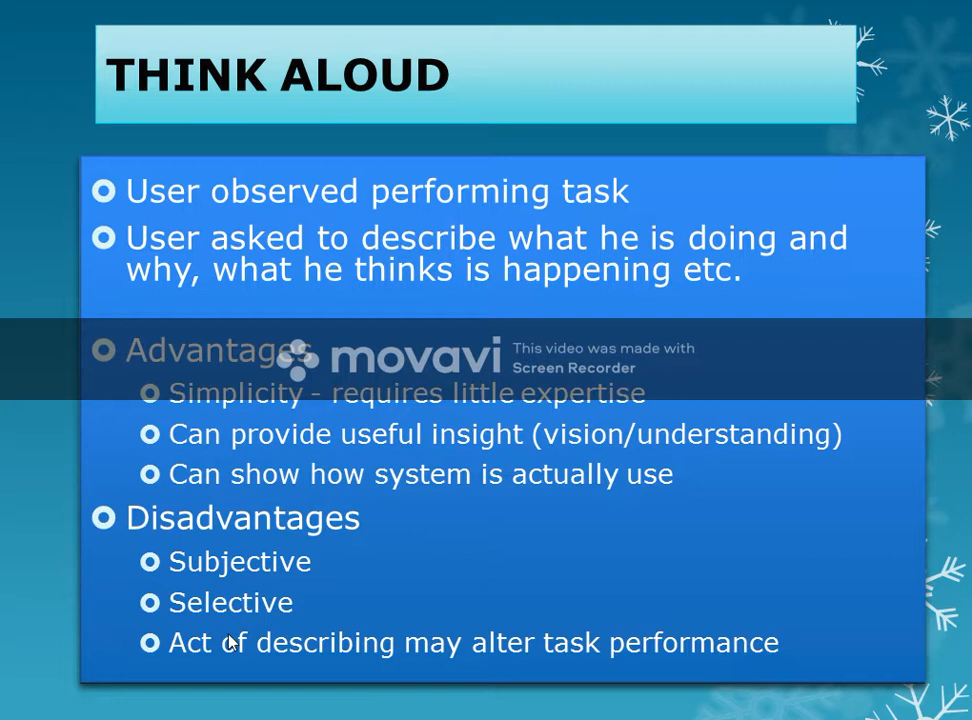 THINK ALOUD
User observed performing task
User asked to describe what he is doing and
why, what he thinks is happening etc.
Advantages
movavi
This video was made with
Screen Recorder
Simplicity - requires little expertise
Can provide useful insight (vision/understanding)
Can show how system is actually use
Disadvantages
Subjective
Selective
Act of describing may alter task performance